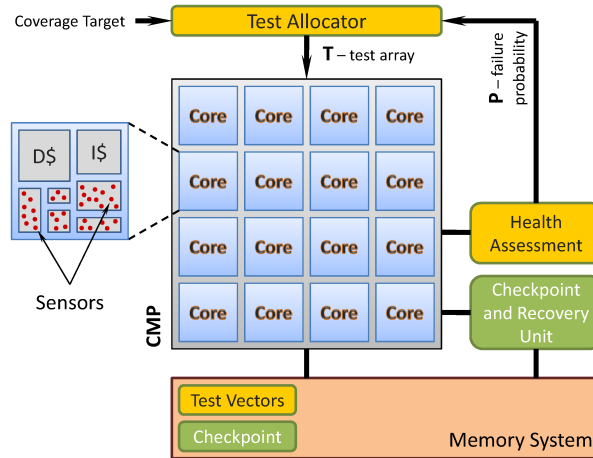 Coverage Target
Test Allocator
T – test array
P – failure
probability
Core Core Core Core
Core Core Core Core
Core Core Core Core
Core Core Core Core
D$ I$
Sensors
CMP
Health
Assessment
Checkpoint
and Recovery
Unit
Test Vectors
Checkpoint
Memory System